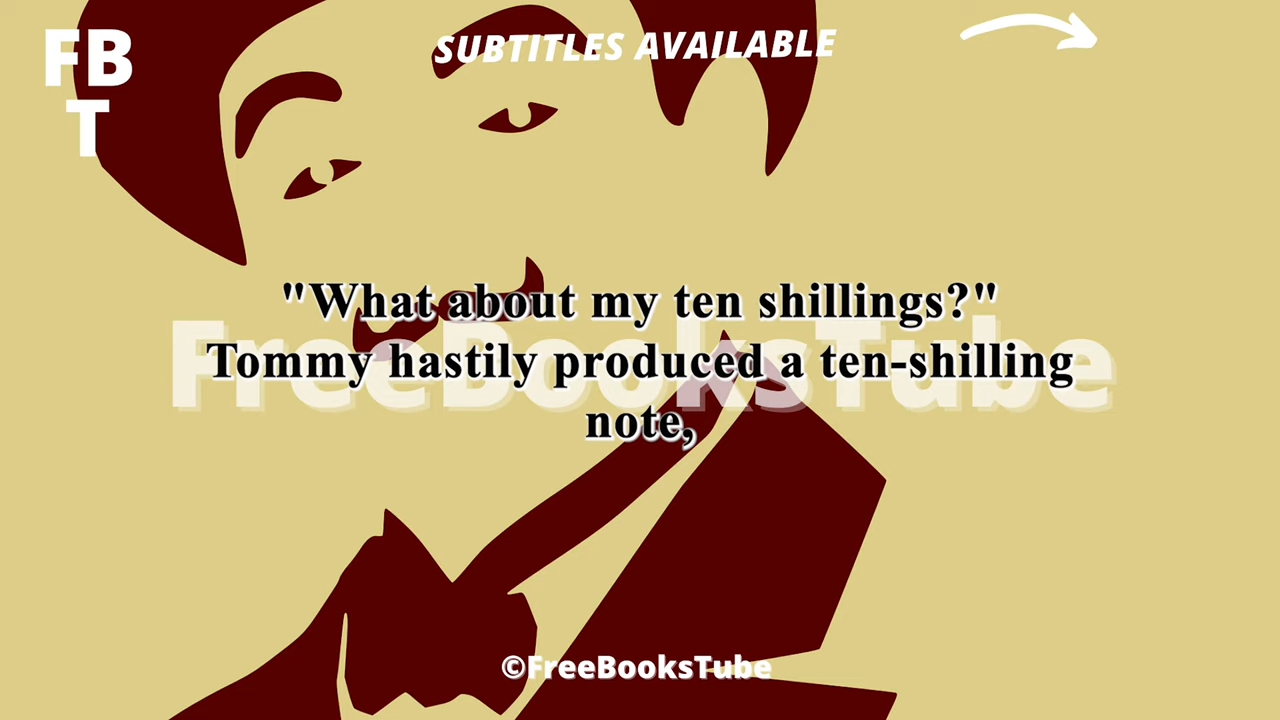 FB
T
SUBTITLES AVAILABLE
"What about my ten shillings?"
Tommy hastily produced a ten-shilling
note,
FreeBooksTube
©FreeBooksTube